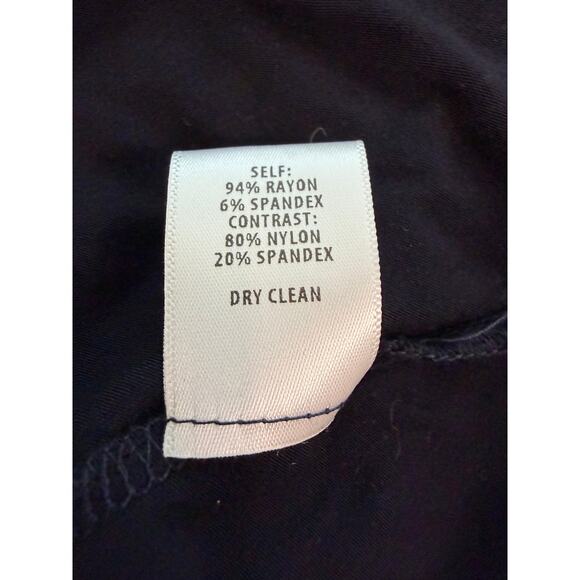 SELF:
94% RAYON
6% SPANDEX
CONTRAST:
80% NYLON
20% SPANDEX
DRY CLEAN